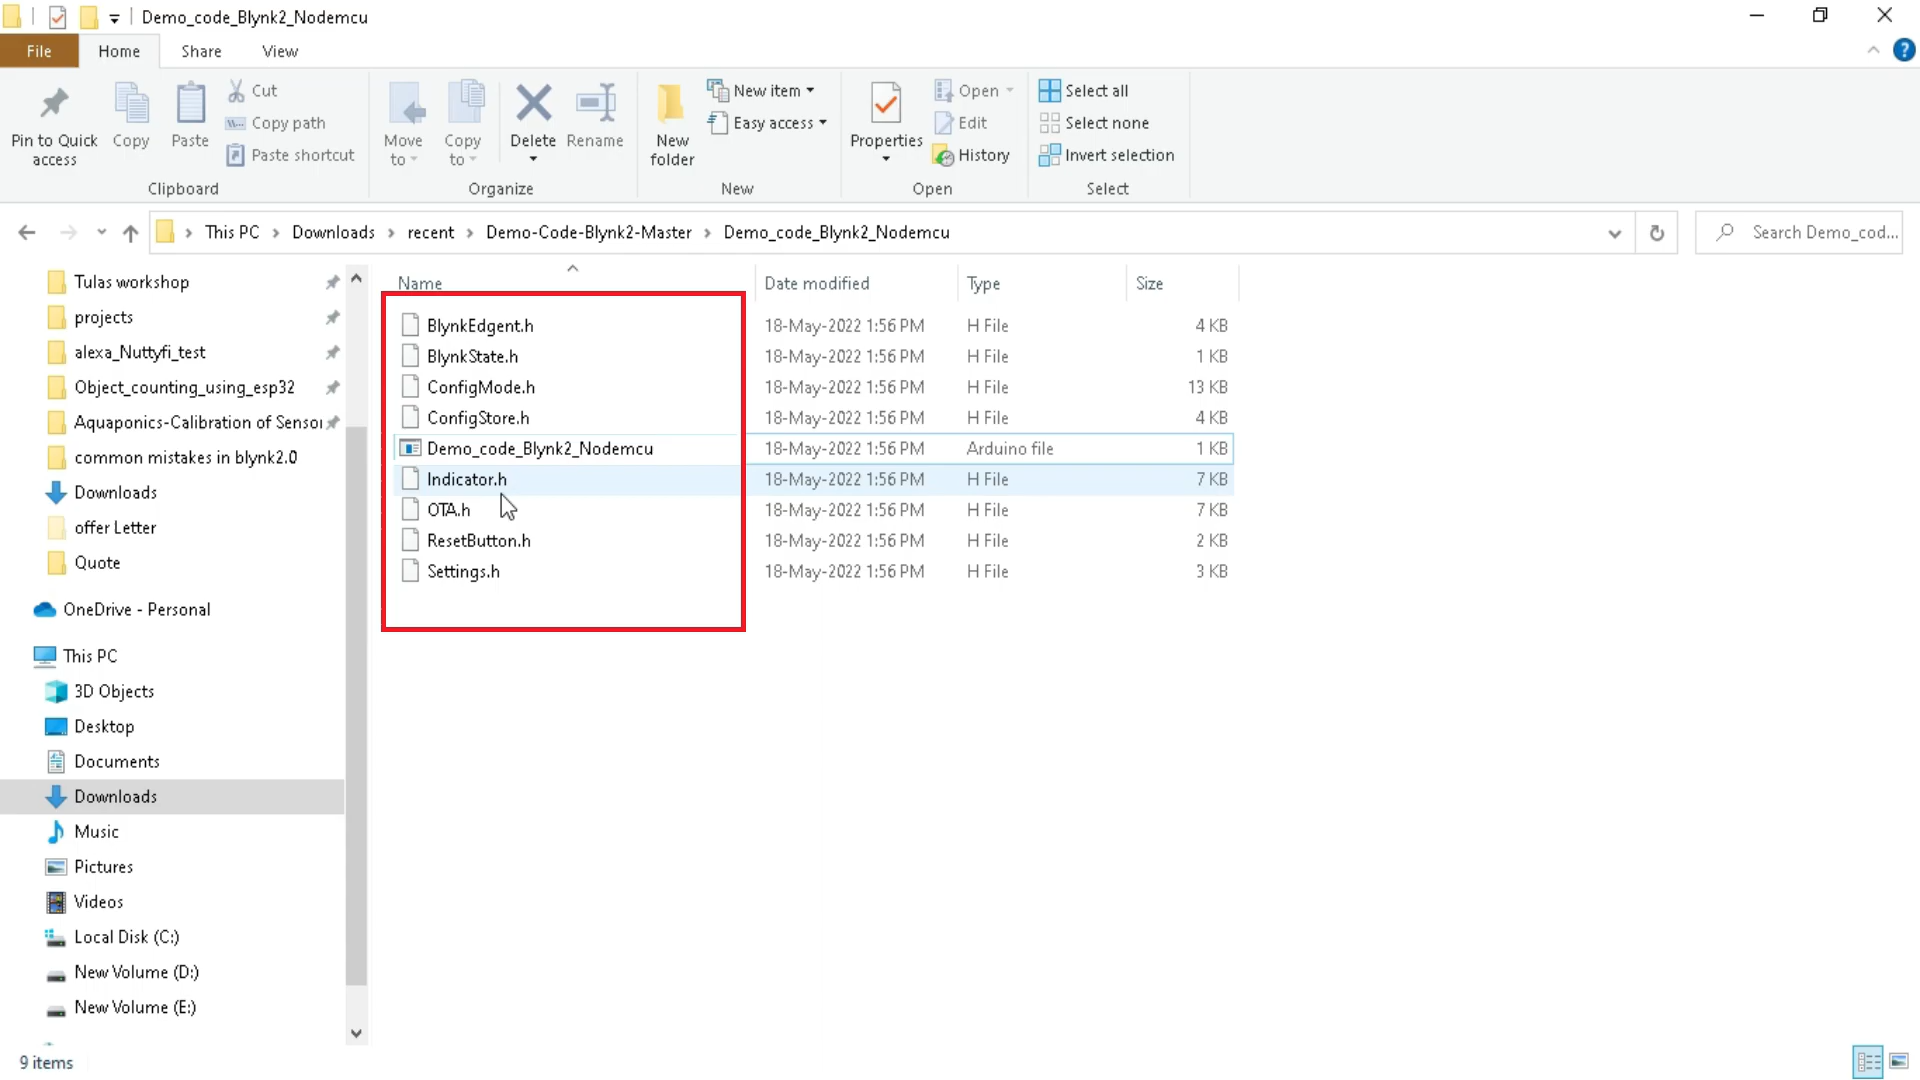 Demo_code_Blynk2_Nodemcu
File Home Share View
Pin to Quick access
Copy
Paste
Cut
Copy path
Paste shortcut
Clipboard
Move to
Copy to
Delete
Rename
Organize
New folder
New item
Easy access
New
Properties
Open
Edit
History
Open
Select all
Select none
Invert selection
Select
This PC > Downloads > recent > Demo-Code-Blynk2-Master > Demo_code_Blynk2_Nodemcu
Search Demo_cod...
Tulas workshop
projects
alexa_Nuttyfi_test
Object_counting_using_esp32
Aquaponics-Calibration of Sensor
common mistakes in blynk2.0
Downloads
offer Letter
Quote
OneDrive - Personal
This PC
3D Objects
Desktop
Documents
Downloads
Music
Pictures
Videos
Local Disk (C:)
New Volume (D:)
New Volume (E:)
Name Date modified Type Size
BlynkEdgent.h 18-May-2022 1:56 PM H File 4 KB
BlynkState.h 18-May-2022 1:56 PM H File 1 KB
ConfigMode.h 18-May-2022 1:56 PM H File 13 KB
ConfigStore.h 18-May-2022 1:56 PM H File 4 KB
Demo_code_Blynk2_Nodemcu 18-May-2022 1:56 PM Arduino file 1 KB
Indicator.h 18-May-2022 1:56 PM H File 7 KB
OTA.h 18-May-2022 1:56 PM H File 7 KB
ResetButton.h 18-May-2022 1:56 PM H File 2 KB
Settings.h 18-May-2022 1:56 PM H File 3 KB
9 items